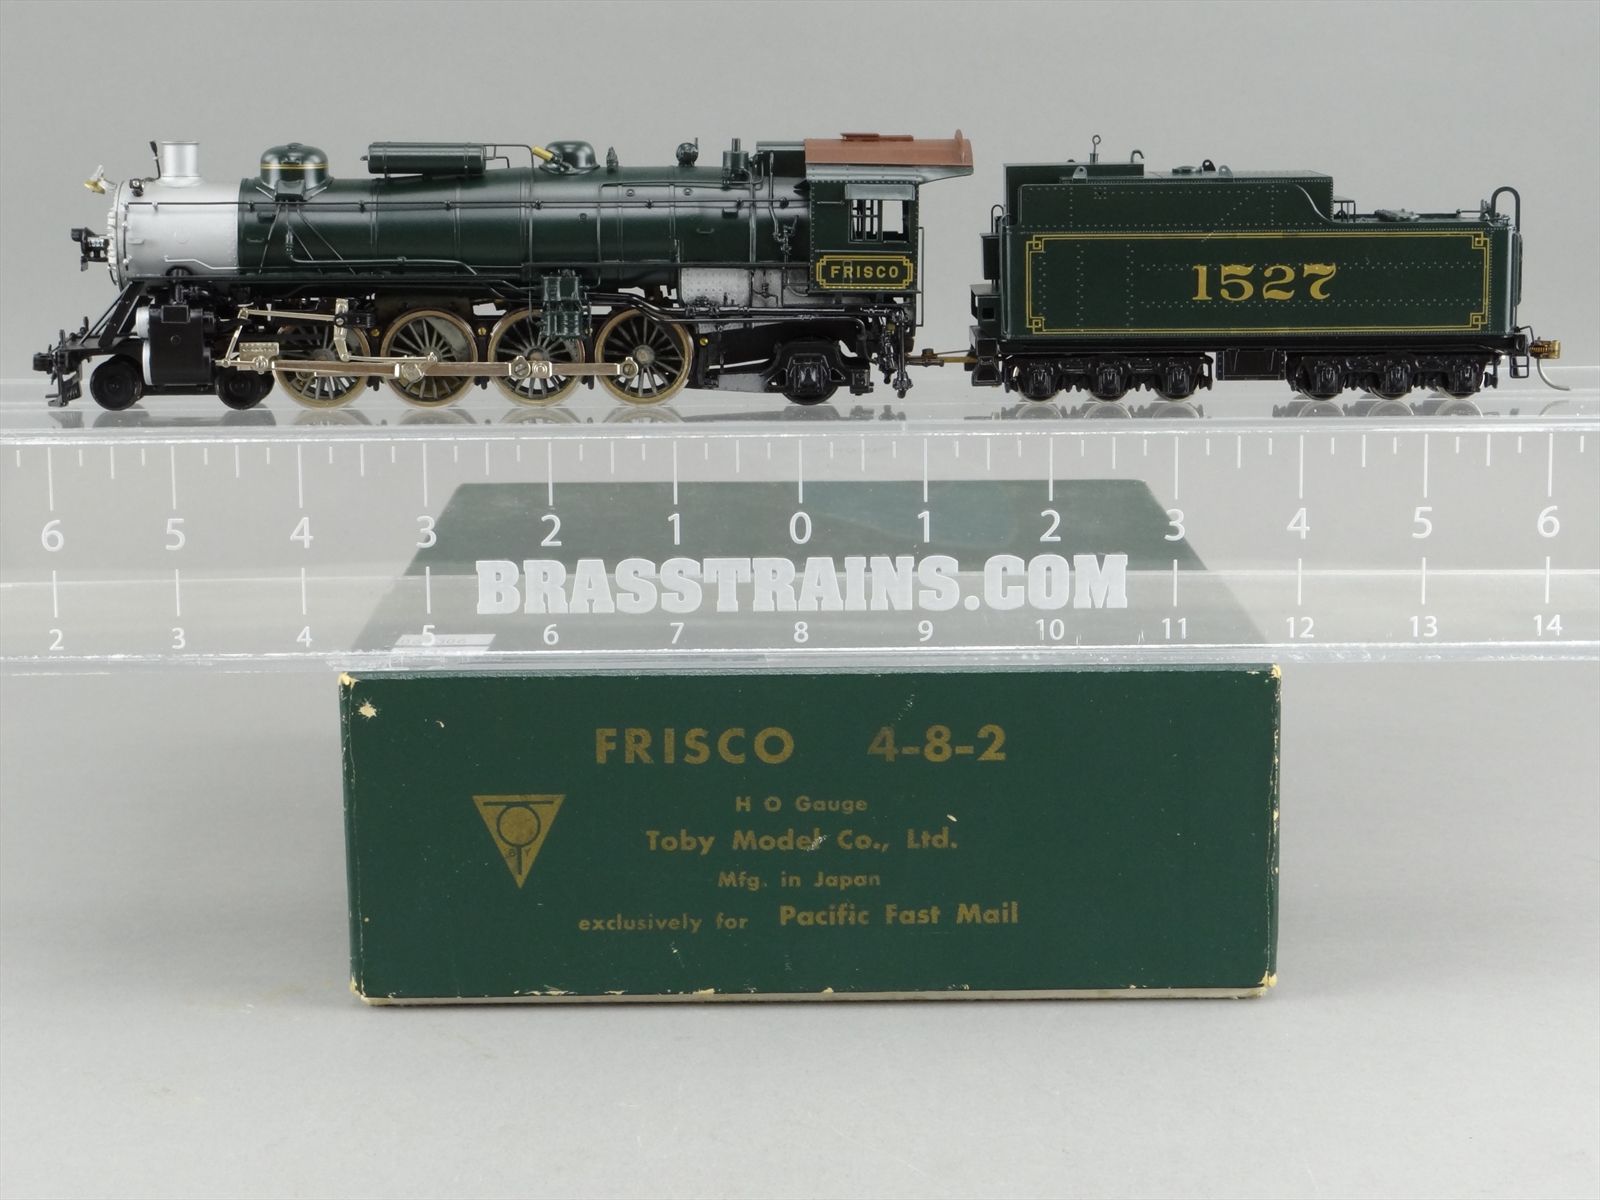 FRISCO
1527
6 5 4 3 2 1 0 1 2 3 4 5 6
BRASSTRAINS.COM
2 3 4 5 6 7 8 9 10 11 12 13 14
FRISCO 4-8-2
H O Gauge
Toby Model Co., Ltd.
Mfg. in Japan
exclusively for Pacific Fast Mail